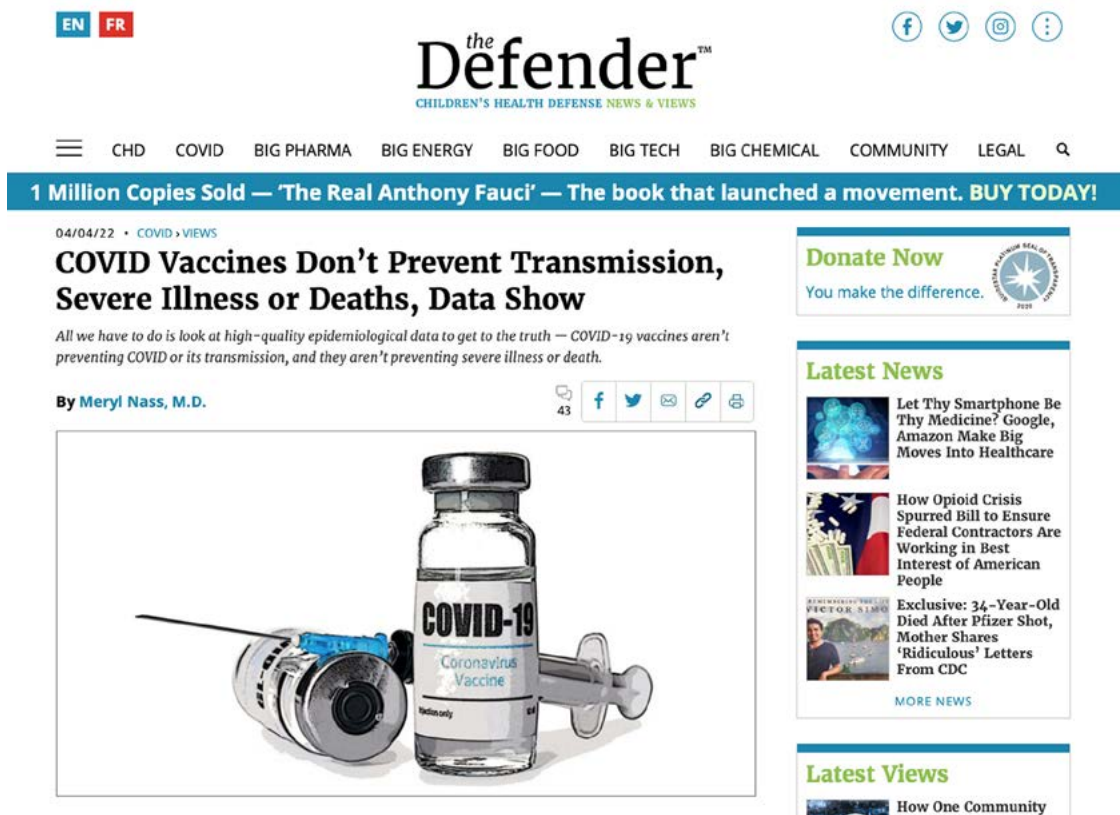 EN FR
the
Defender™
CHILDREN'S HEALTH DEFENSE NEWS & VIEWS
CHD COVID BIG PHARMA BIG ENERGY BIG FOOD BIG TECH BIG CHEMICAL COMMUNITY LEGAL
1 Million Copies Sold — 'The Real Anthony Fauci' — The book that launched a movement. BUY TODAY!
04/04/22 • COVID › VIEWS
COVID Vaccines Don't Prevent Transmission,
Severe Illness or Deaths, Data Show
All we have to do is look at high-quality epidemiological data to get to the truth — COVID-19 vaccines aren't
preventing COVID or its transmission, and they aren't preventing severe illness or death.
By Meryl Nass, M.D.
43
COVID-19
Coronavirus
Vaccine
Injection only
Donate Now
You make the difference.
2020
Latest News
Let Thy Smartphone Be
Thy Medicine? Google,
Amazon Make Big
Moves Into Healthcare
How Opioid Crisis
Spurred Bill to Ensure
Federal Contractors Are
Working in Best
Interest of American
People
VICTOR SIMO
Exclusive: 34-Year-Old
Died After Pfizer Shot,
Mother Shares
'Ridiculous' Letters
From CDC
MORE NEWS
Latest Views
How One Community